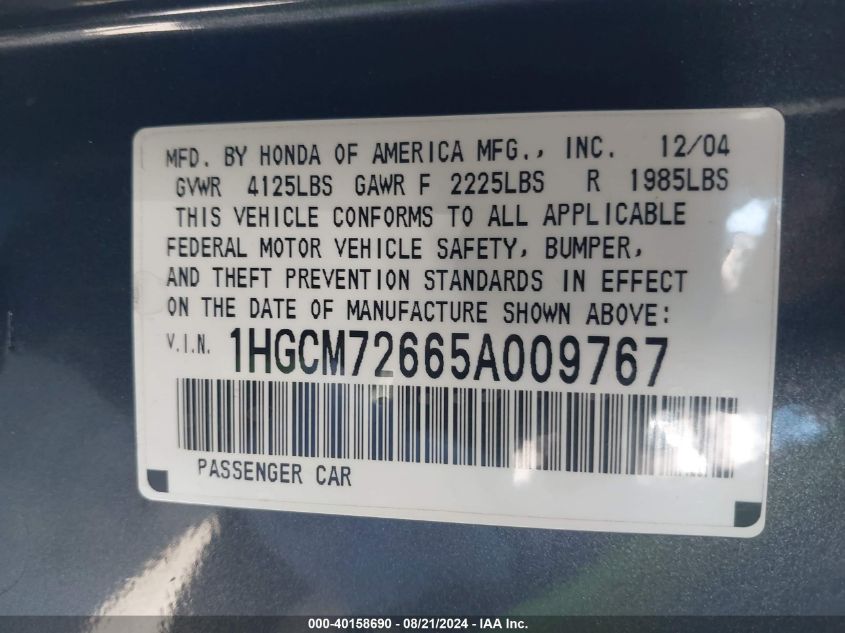 MFD. BY HONDA OF AMERICA MFG., INC. 12/04
GVWR 4125LBS GAWR F 2225LBS R 1985LBS
THIS VEHICLE CONFORMS TO ALL APPLICABLE
FEDERAL MOTOR VEHICLE SAFETY, BUMPER,
AND THEFT PREVENTION STANDARDS IN EFFECT
ON THE DATE OF MANUFACTURE SHOWN ABOVE:
V.I.N. 1HGCM72665A009767
PASSENGER CAR
000-40158690 - 08/21/2024 - IAA Inc.